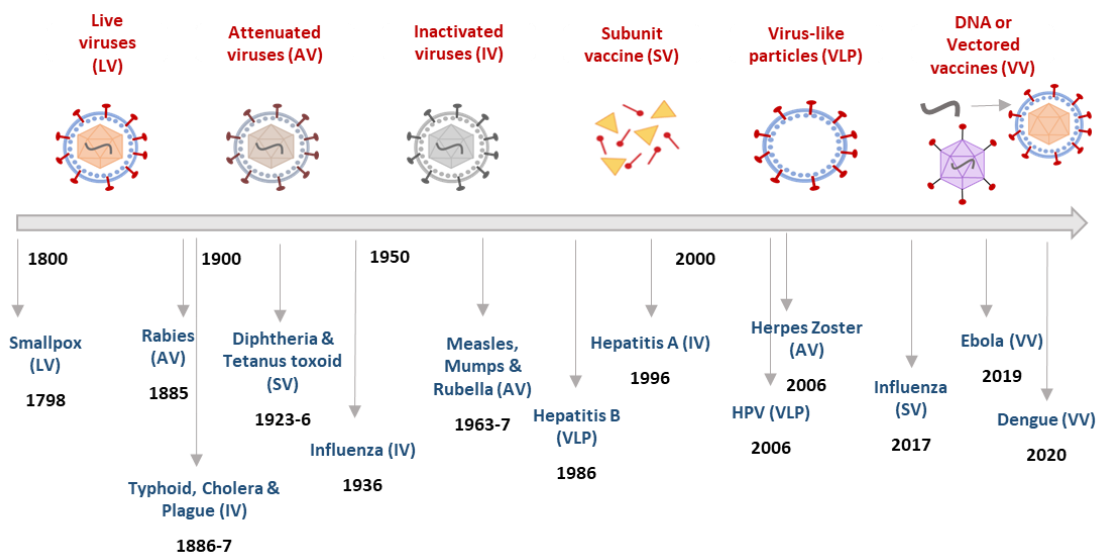 Live
viruses
(LV)
Attenuated
viruses (AV)
Inactivated
viruses (IV)
Subunit
vaccine (SV)
Virus-like
particles (VLP)
DNA or
Vectored
vaccines (VV)
1800
1900
1950
2000
Smallpox
(LV)
1798
Rabies
(AV)
1885
Typhoid, Cholera &
Plague (IV)
1886-7
Diphtheria &
Tetanus toxoid
(SV)
1923-6
Influenza (IV)
1936
Measles,
Mumps &
Rubella (AV)
1963-7
Hepatitis B
(VLP)
1986
Hepatitis A (IV)
1996
HPV (VLP)
2006
Herpes Zoster
(AV)
2006
Influenza
(SV)
2017
Ebola (VV)
2019
Dengue (VV)
2020